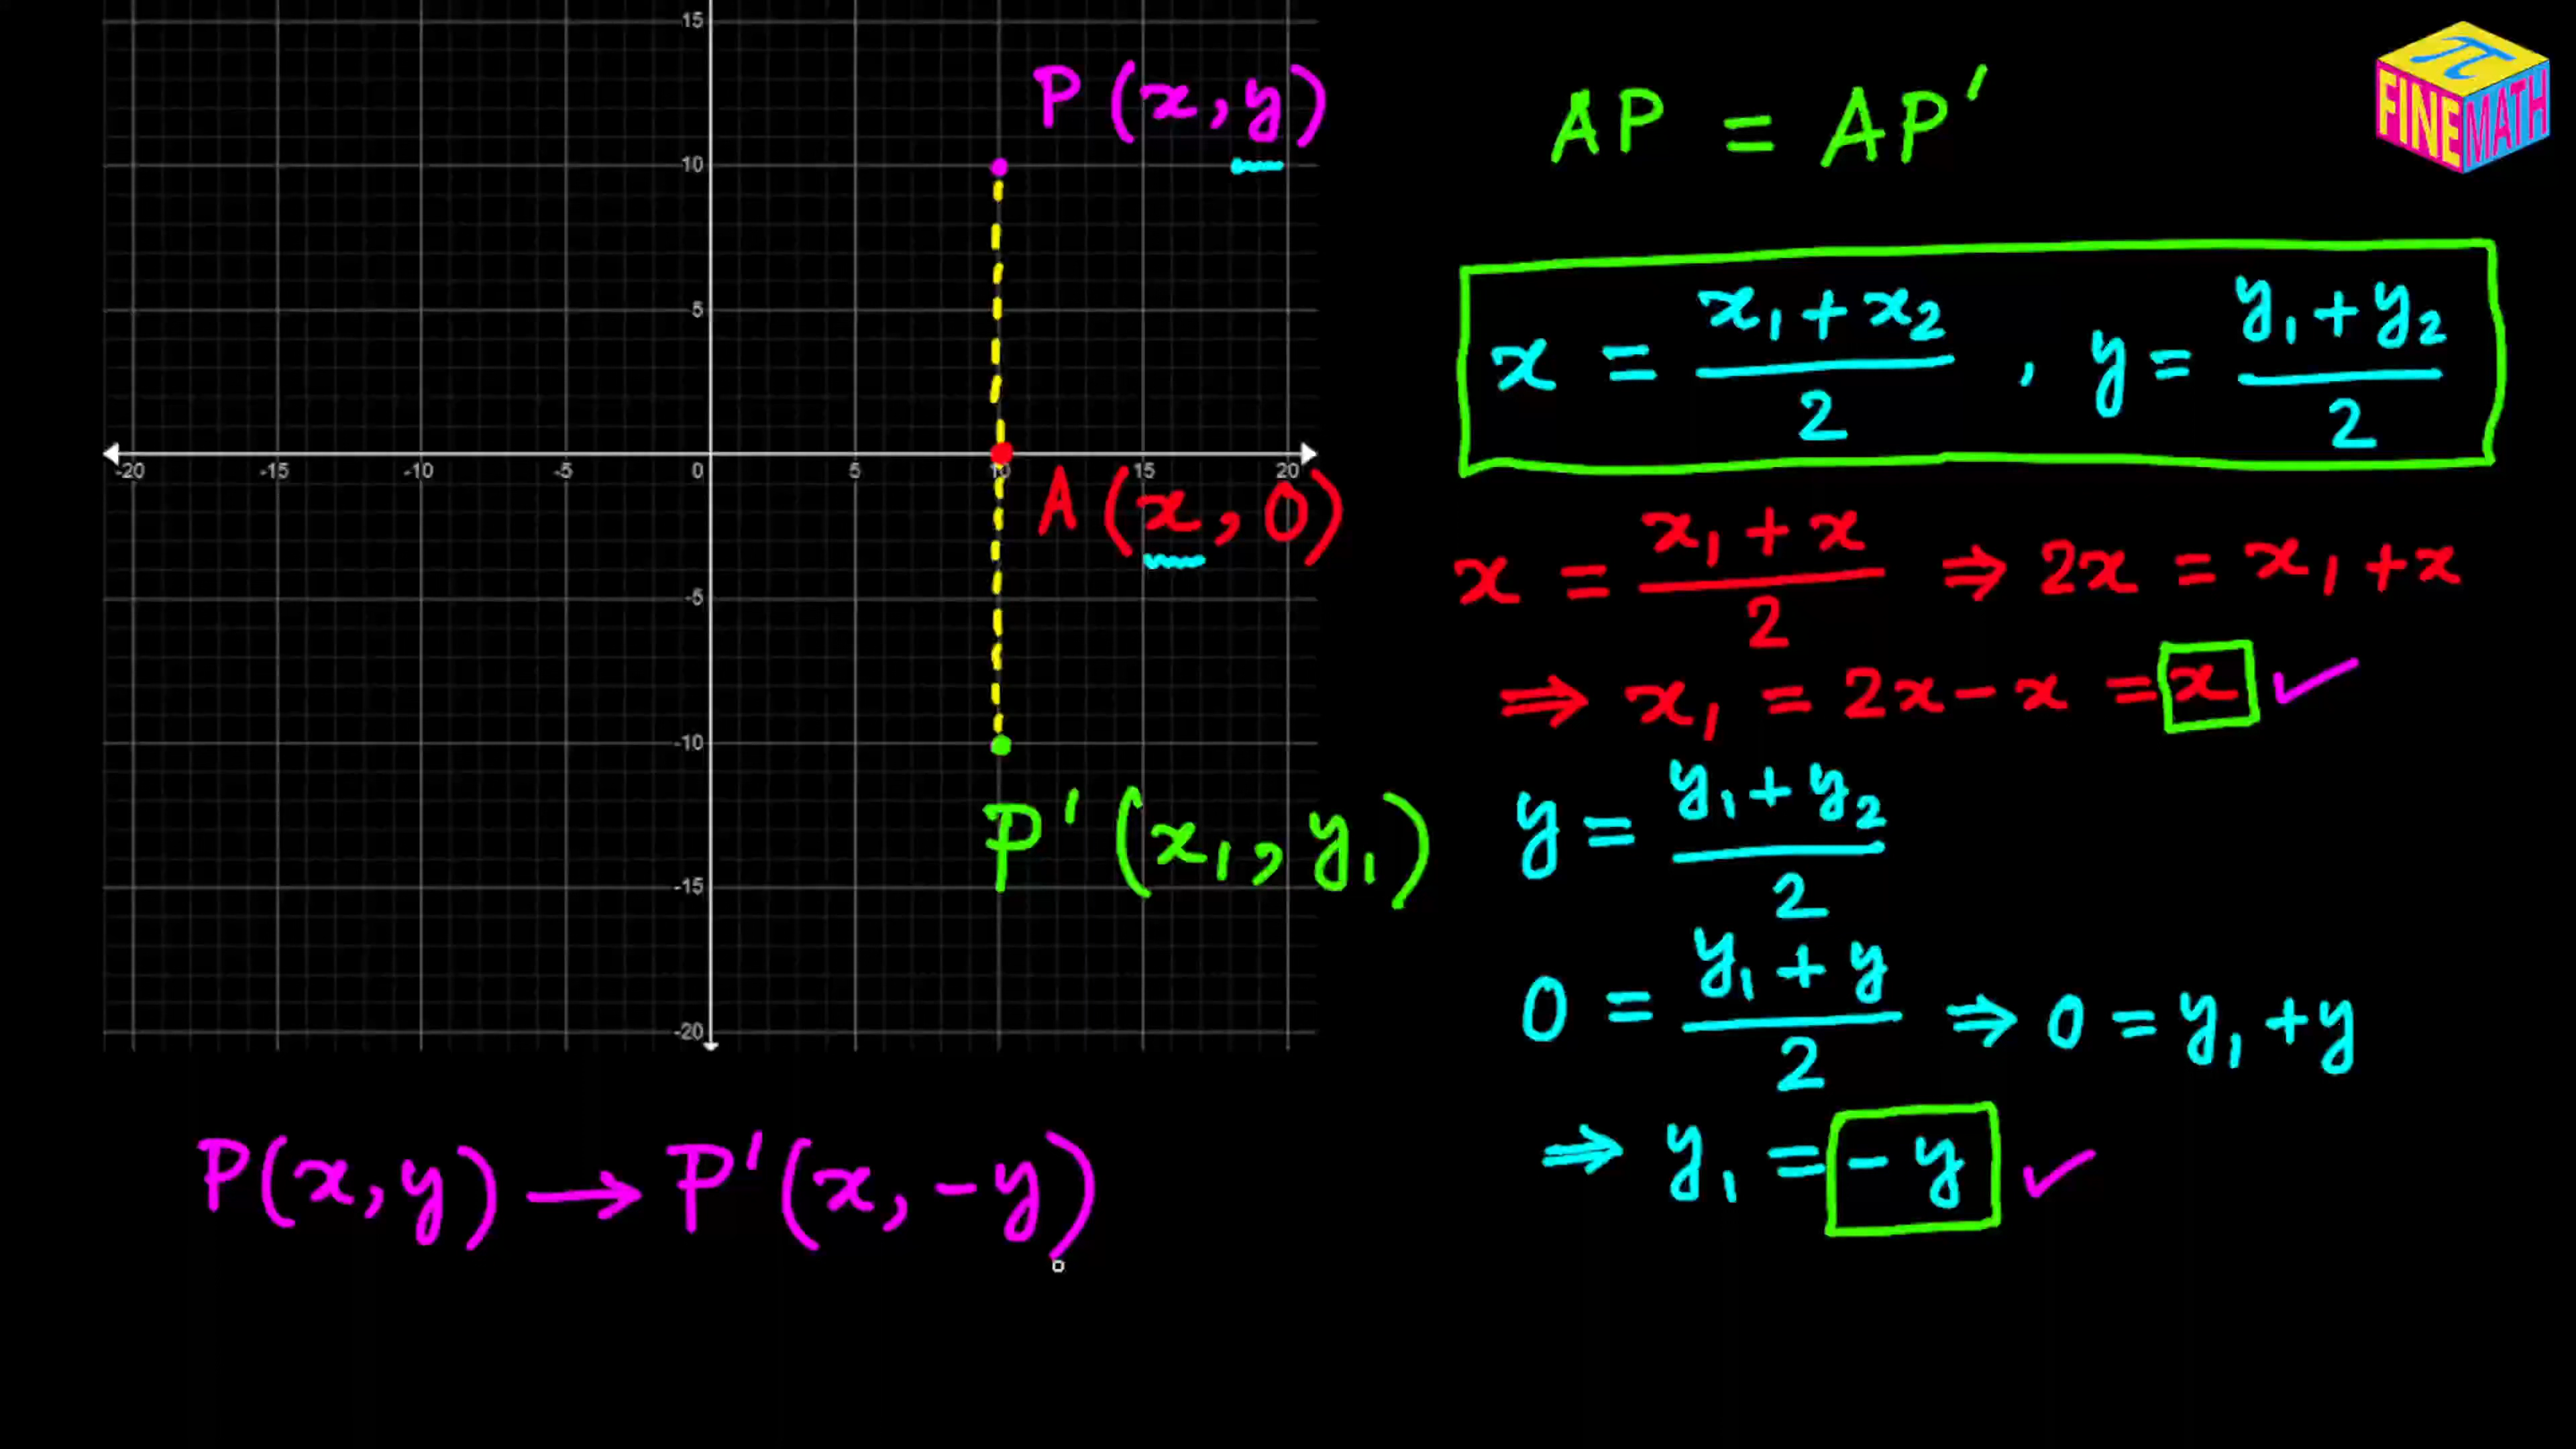 15
P (x, y)
10
5
-20 -15 -10 -5 0 5 10 15 20
A (x, 0)
-5
-10
P' (x₁, y₁)
-15
-20
P(x, y) → P'(x, -y)
AP = AP'
π
FINE MATH
x = (x₁ + x₂)/2 , y = (y₁ + y₂)/2
x = (x₁ + x)/2 ⇒ 2x = x₁ + x
⇒ x₁ = 2x - x = x ✓
y = (y₁ + y₂)/2
0 = (y₁ + y)/2 ⇒ 0 = y₁ + y
⇒ y₁ = -y ✓